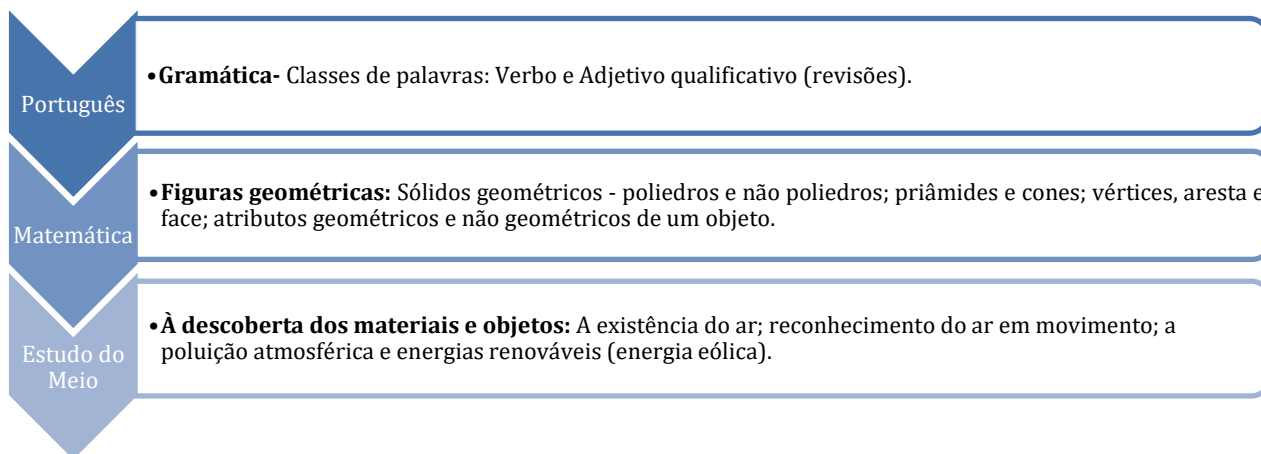 Português
•Gramática- Classes de palavras: Verbo e Adjetivo qualificativo (revisões).
Matemática
•Figuras geométricas: Sólidos geométricos - poliedros e não poliedros; priâmides e cones; vértices, aresta e
face; atributos geométricos e não geométricos de um objeto.
Estudo do
Meio
•À descoberta dos materiais e objetos: A existência do ar; reconhecimento do ar em movimento; a
poluição atmosférica e energias renováveis (energia eólica).